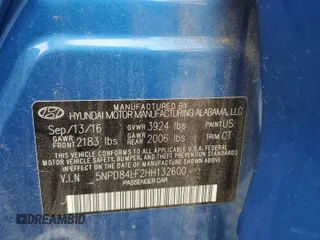 MANUFACTURED BY
HYUNDAI MOTOR MANUFACTURING ALABAMA, LLC
Sep/13/16 GVWR 3924 lbs PAINT US
GAWR FRONT 2183 lbs GAWR REAR 2006 lbs TRIM CT
THIS VEHICLE CONFORMS TO ALL APPLICABLE
FEDERAL MOTOR VEHICLE SAFETY, BUMPER, AND
THEFT PREVENTION STANDARDS IN EFFECT ON THE
DATE OF MANUFACTURE SHOWN ABOVE.
V.I.N 5NPD84LF2HH132600
PASSENGER CAR
DREAMBID